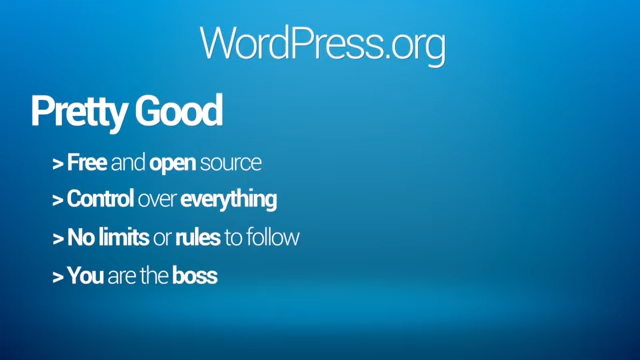 WordPress.org
Pretty Good
> Free and open source
> Control over everything
> No limits or rules to follow
> You are the boss